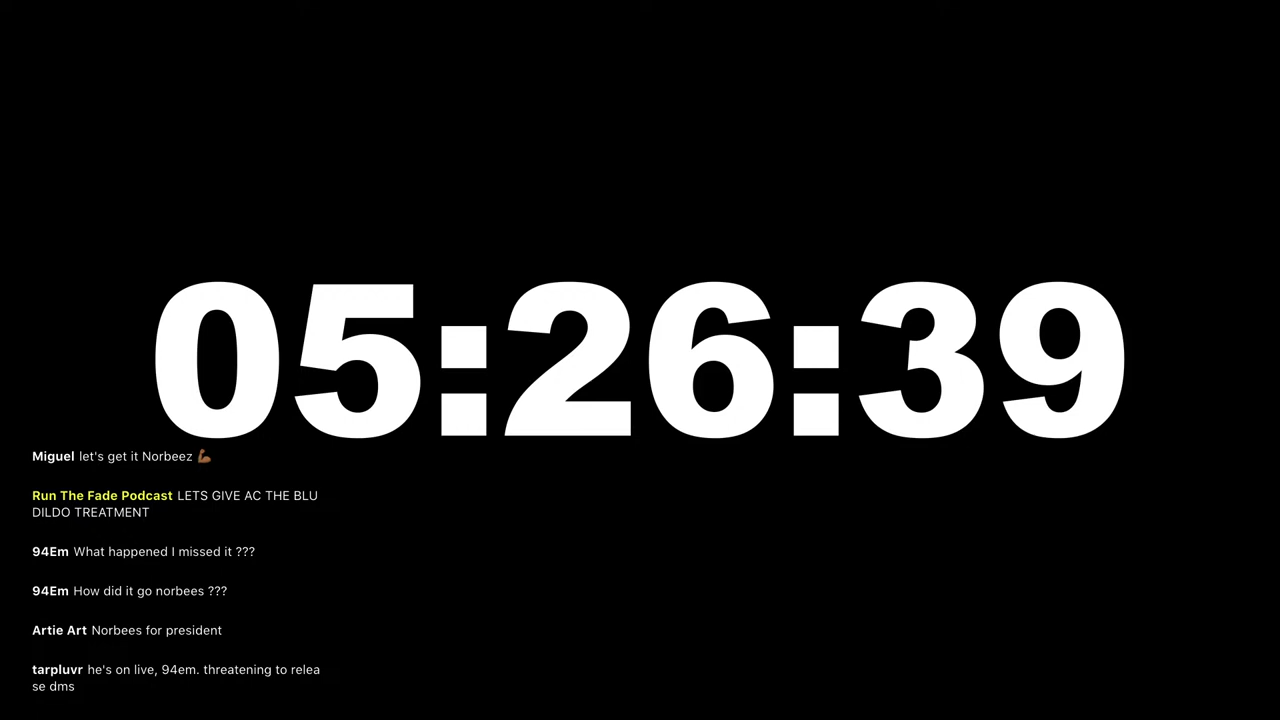 05:26:39
Miguel let's get it Norbeez 💪🏾
Run The Fade Podcast LETS GIVE AC THE BLU
DILDO TREATMENT
94Em What happened I missed it ???
94Em How did it go norbees ???
Artie Art Norbees for president
tarpluvr he's on live, 94em. threatening to relea
se dms